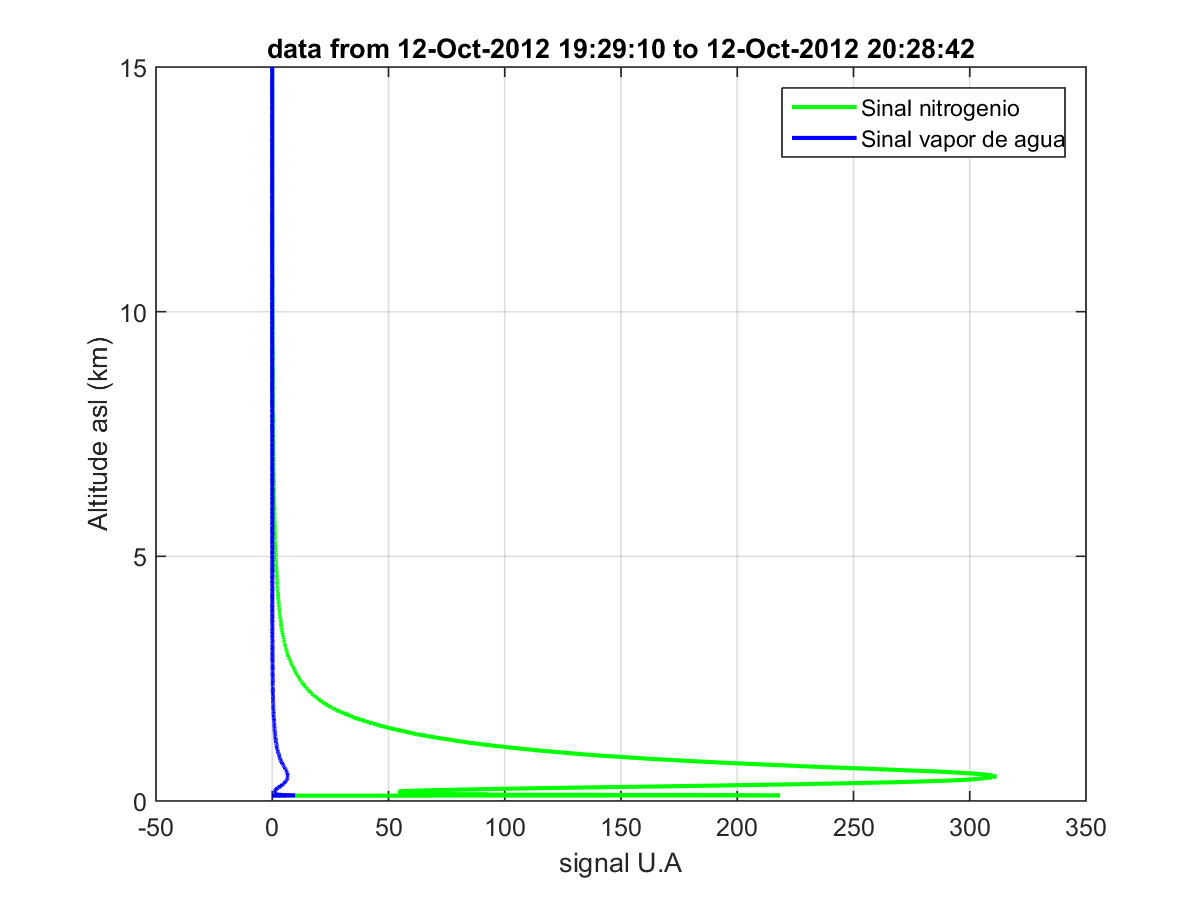 data from 12-Oct-2012 19:29:10 to 12-Oct-2012 20:28:42
Sinal nitrogenio
Sinal vapor de agua
15
10
5
0
Altitude asl (km)
-50 0 50 100 150 200 250 300 350
signal U.A